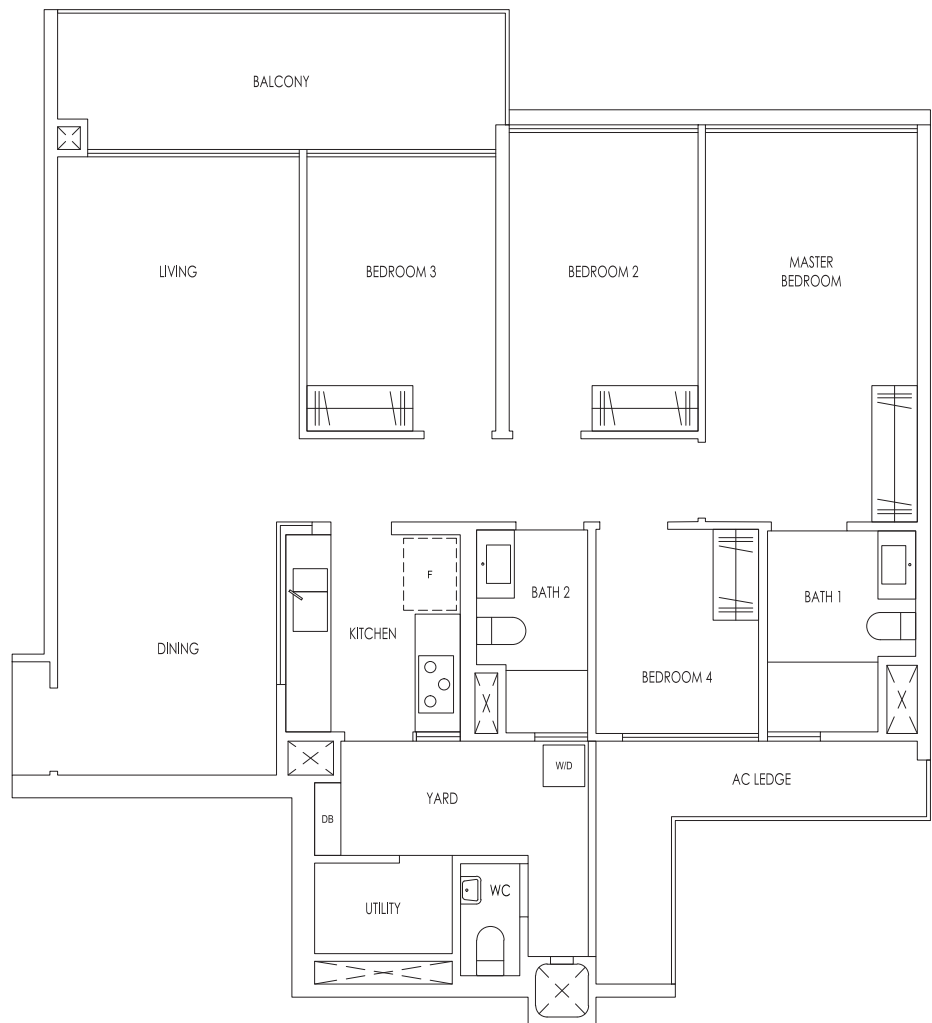 BALCONY
LIVING
BEDROOM 3
BEDROOM 2
MASTER
BEDROOM
F
BATH 2
BATH 1
KITCHEN
DINING
BEDROOM 4
W/D
YARD
AC LEDGE
DB
UTILITY
WC